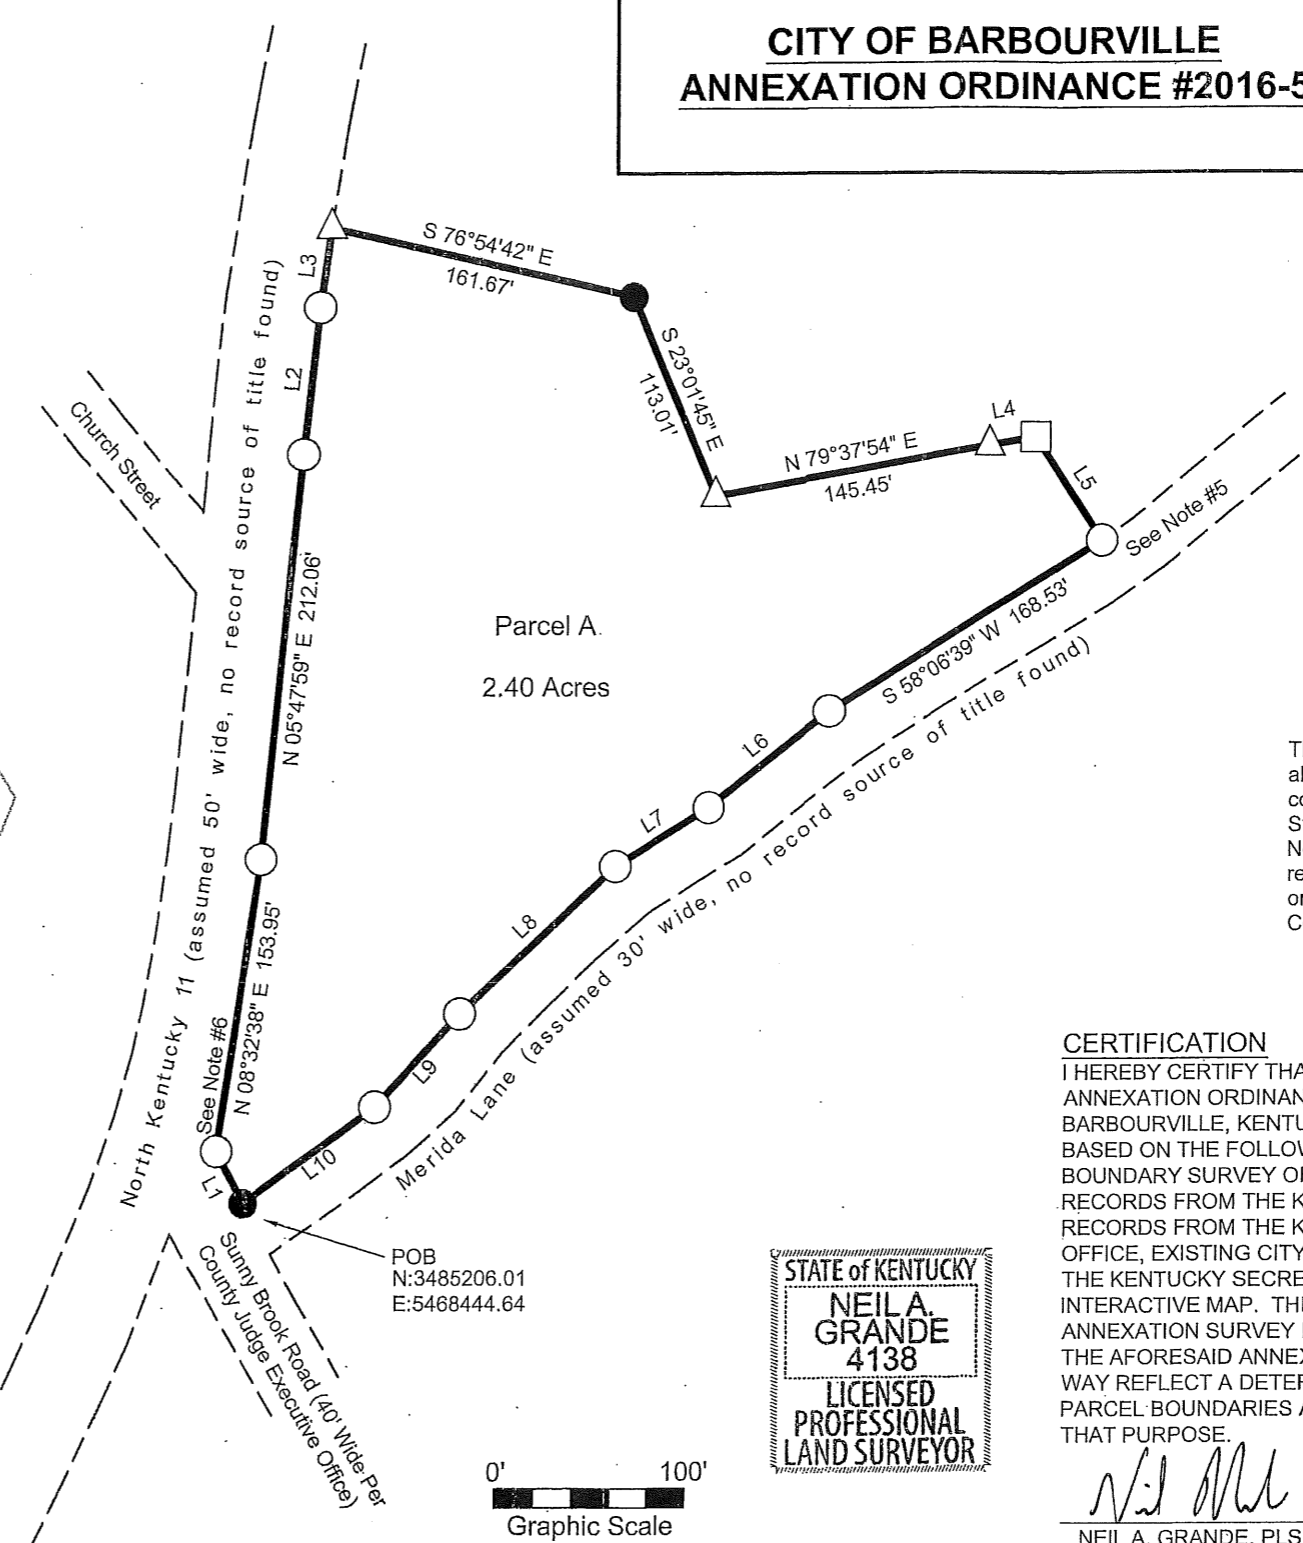 CITY OF BARBOURVILLE
ANNEXATION ORDINANCE #2016-5
S 76°54'42" E
161.67'
L3
L2
S 23°01'45" E
113.01'
L4
N 79°37'54" E
145.45'
L5
See Note #5
Church Street
North Kentucky 11 (assumed 50' wide, no record source of title found)
N 05°47'59" E 212.06'
Parcel A
2.40 Acres
S 58°06'39" W 168.53'
L6
L7
L8
L9
L10
Merida Lane (assumed 30' wide, no record source of title found)
N 08°32'38" E 153.95'
See Note #6
L1
POB
N:3485206.01
E:5468444.64
Sunny Brook Road (40' Wide Per
County Judge Executive Office)
STATE of KENTUCKY
NEIL A.
GRANDE
4138
LICENSED
PROFESSIONAL
LAND SURVEYOR
0' 100'
Graphic Scale
CERTIFICATION
I HEREBY CERTIFY THA
ANNEXATION ORDINAN
BARBOURVILLE, KENTU
BASED ON THE FOLLOW
BOUNDARY SURVEY OF
RECORDS FROM THE K
RECORDS FROM THE K
OFFICE, EXISTING CITY
THE KENTUCKY SECRE
INTERACTIVE MAP. THE
ANNEXATION SURVEY
THE AFORESAID ANNEX
WAY REFLECT A DETER
PARCEL BOUNDARIES A
THAT PURPOSE.
NEIL A. GRANDE, PLS